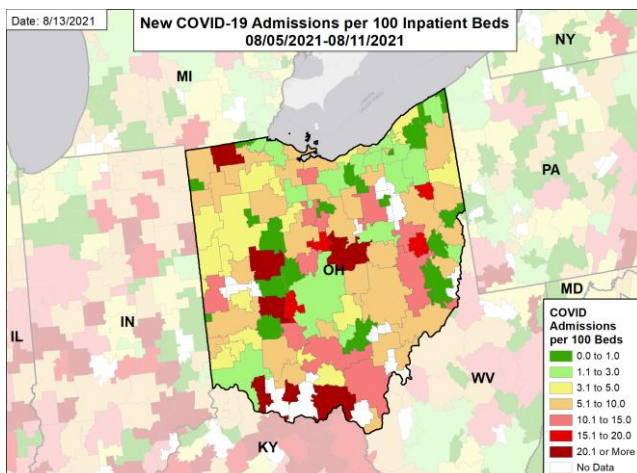 Date: 8/13/2021
New COVID-19 Admissions per 100 Inpatient Beds
08/05/2021-08/11/2021
NY
MI
PA
OH
MD
IL
IN
WV
KY
COVID
Admissions
per 100 Beds
0.0 to 1.0
1.1 to 3.0
3.1 to 5.0
5.1 to 10.0
10.1 to 15.0
15.1 to 20.0
20.1 or More
No Data